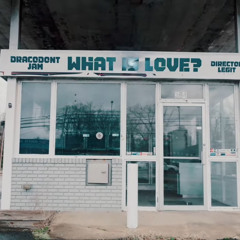 DRACODONT
JAM
WHAT IS LOVE?
DIRECTOR
LEGIT